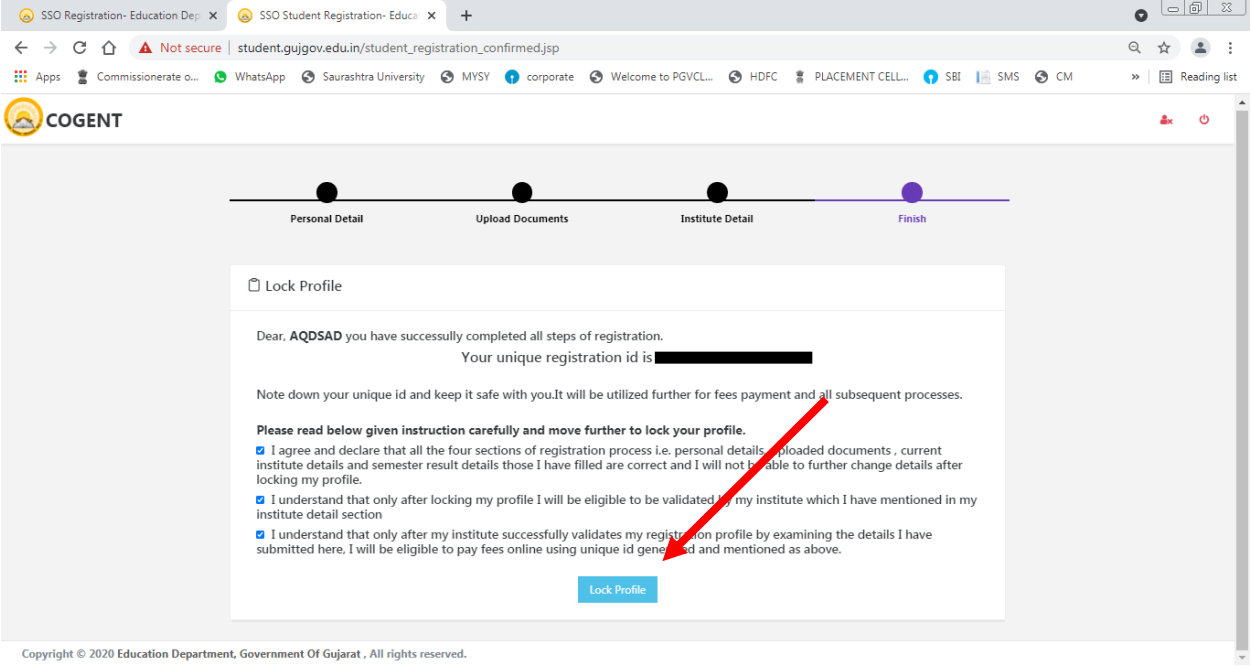 SSO Registration- Education Dep
SSO Student Registration- Educat
Not secure | student.gujgov.edu.in/student_registration_confirmed.jsp
Apps Commissionerate o... WhatsApp Saurashtra University MYSY corporate Welcome to PGVCL... HDFC PLACEMENT CELL... SBI SMS CM » Reading list
COGENT
Personal Detail Upload Documents Institute Detail Finish
Lock Profile
Dear, AQDSAD you have successully completed all steps of registration.
Your unique registration id is
Note down your unique id and keep it safe with you.It will be utilized further for fees payment and all subsequent processes.
Please read below given instruction carefully and move further to lock your profile.
I agree and declare that all the four sections of registration process i.e. personal details, uploaded documents , current
institute details and semester result details those I have filled are correct and I will not be able to further change details after
locking my profile.
I understand that only after locking my profile I will be eligible to be validated by my institute which I have mentioned in my
institute detail section
I understand that only after my institute successfully validates my registration profile by examining the details I have
submitted here, I will be eligible to pay fees online using unique id generated and mentioned as above.
Lock Profile
Copyright © 2020 Education Department, Government Of Gujarat , All rights reserved.